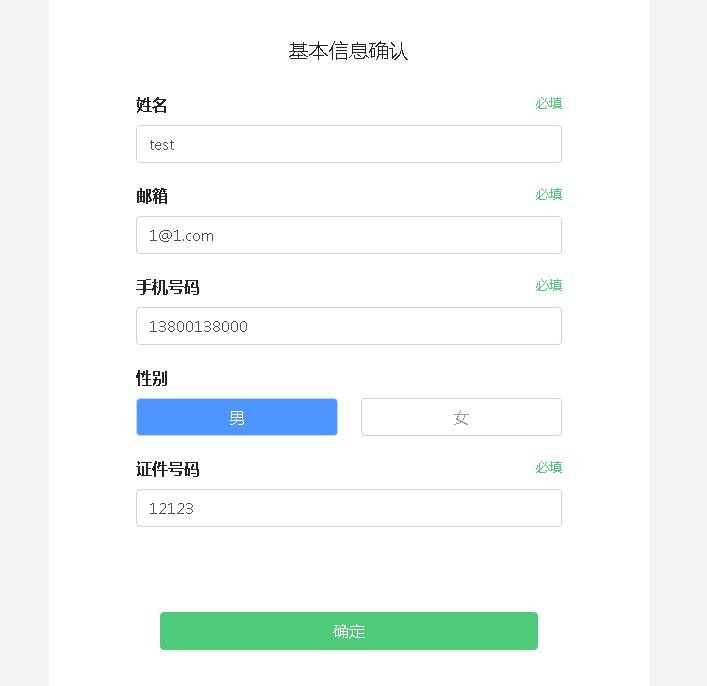 基本信息确认
姓名 必填
test
邮箱 必填
1@1.com
手机号码 必填
13800138000
性别
男 女
证件号码 必填
12123
确定